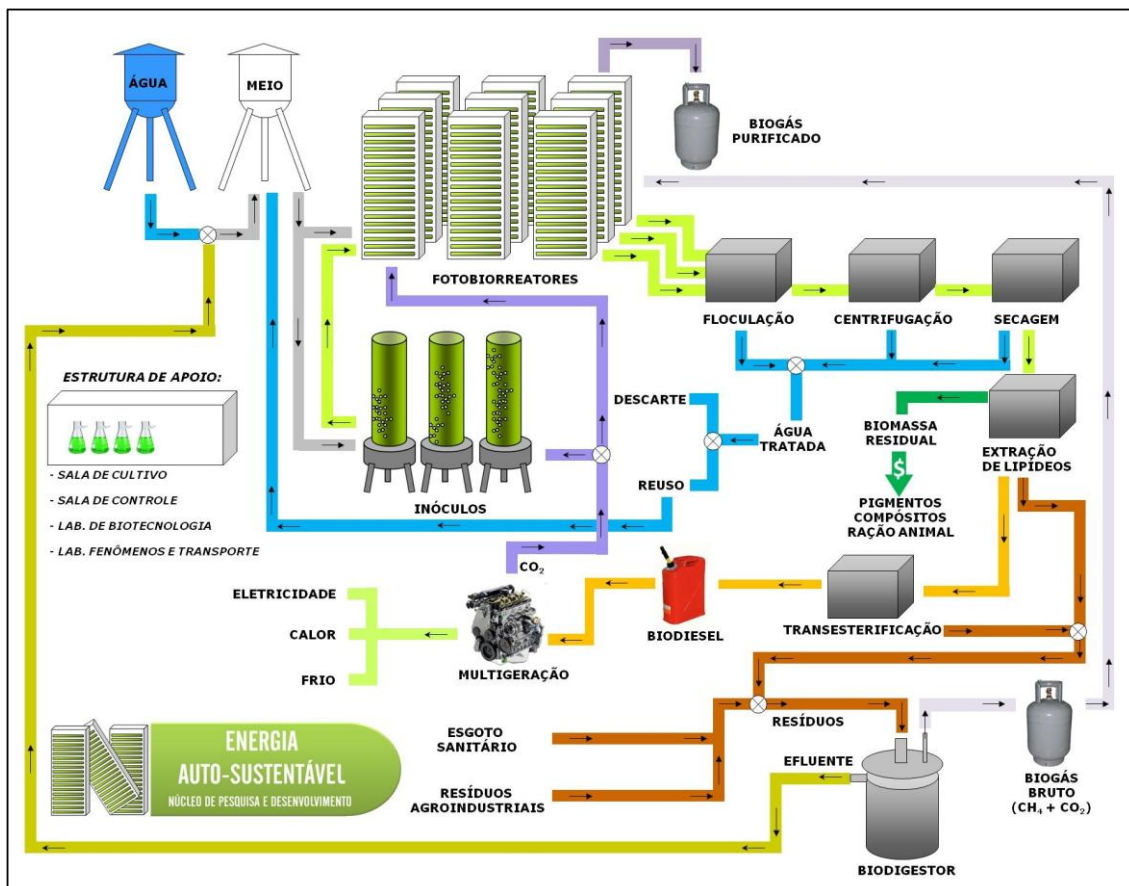 ÁGUA
MEIO
BIOGÁS
PURIFICADO
FOTOBIORREATORES
FLOCULAÇÃO
CENTRIFUGAÇÃO
SECAGEM
ESTRUTURA DE APOIO:
- SALA DE CULTIVO
- SALA DE CONTROLE
- LAB. DE BIOTECNOLOGIA
- LAB. FENÔMENOS E TRANSPORTE
INÓCULOS
DESCARTE
REUSO
ÁGUA
TRATADA
BIOMASSA
RESIDUAL
$
PIGMENTOS
COMPÓSITOS
RAÇÃO ANIMAL
EXTRAÇÃO
DE LIPÍDEOS
CO2
ELETRICIDADE
CALOR
FRIO
MULTIGERAÇÃO
BIODIESEL
TRANSESTERIFICAÇÃO
ENERGIA
AUTO-SUSTENTÁVEL
NÚCLEO DE PESQUISA E DESENVOLVIMENTO
ESGOTO
SANITÁRIO
RESÍDUOS
AGROINDUSTRIAIS
RESÍDUOS
EFLUENTE
BIODIGESTOR
BIOGÁS
BRUTO
(CH4 + CO2)